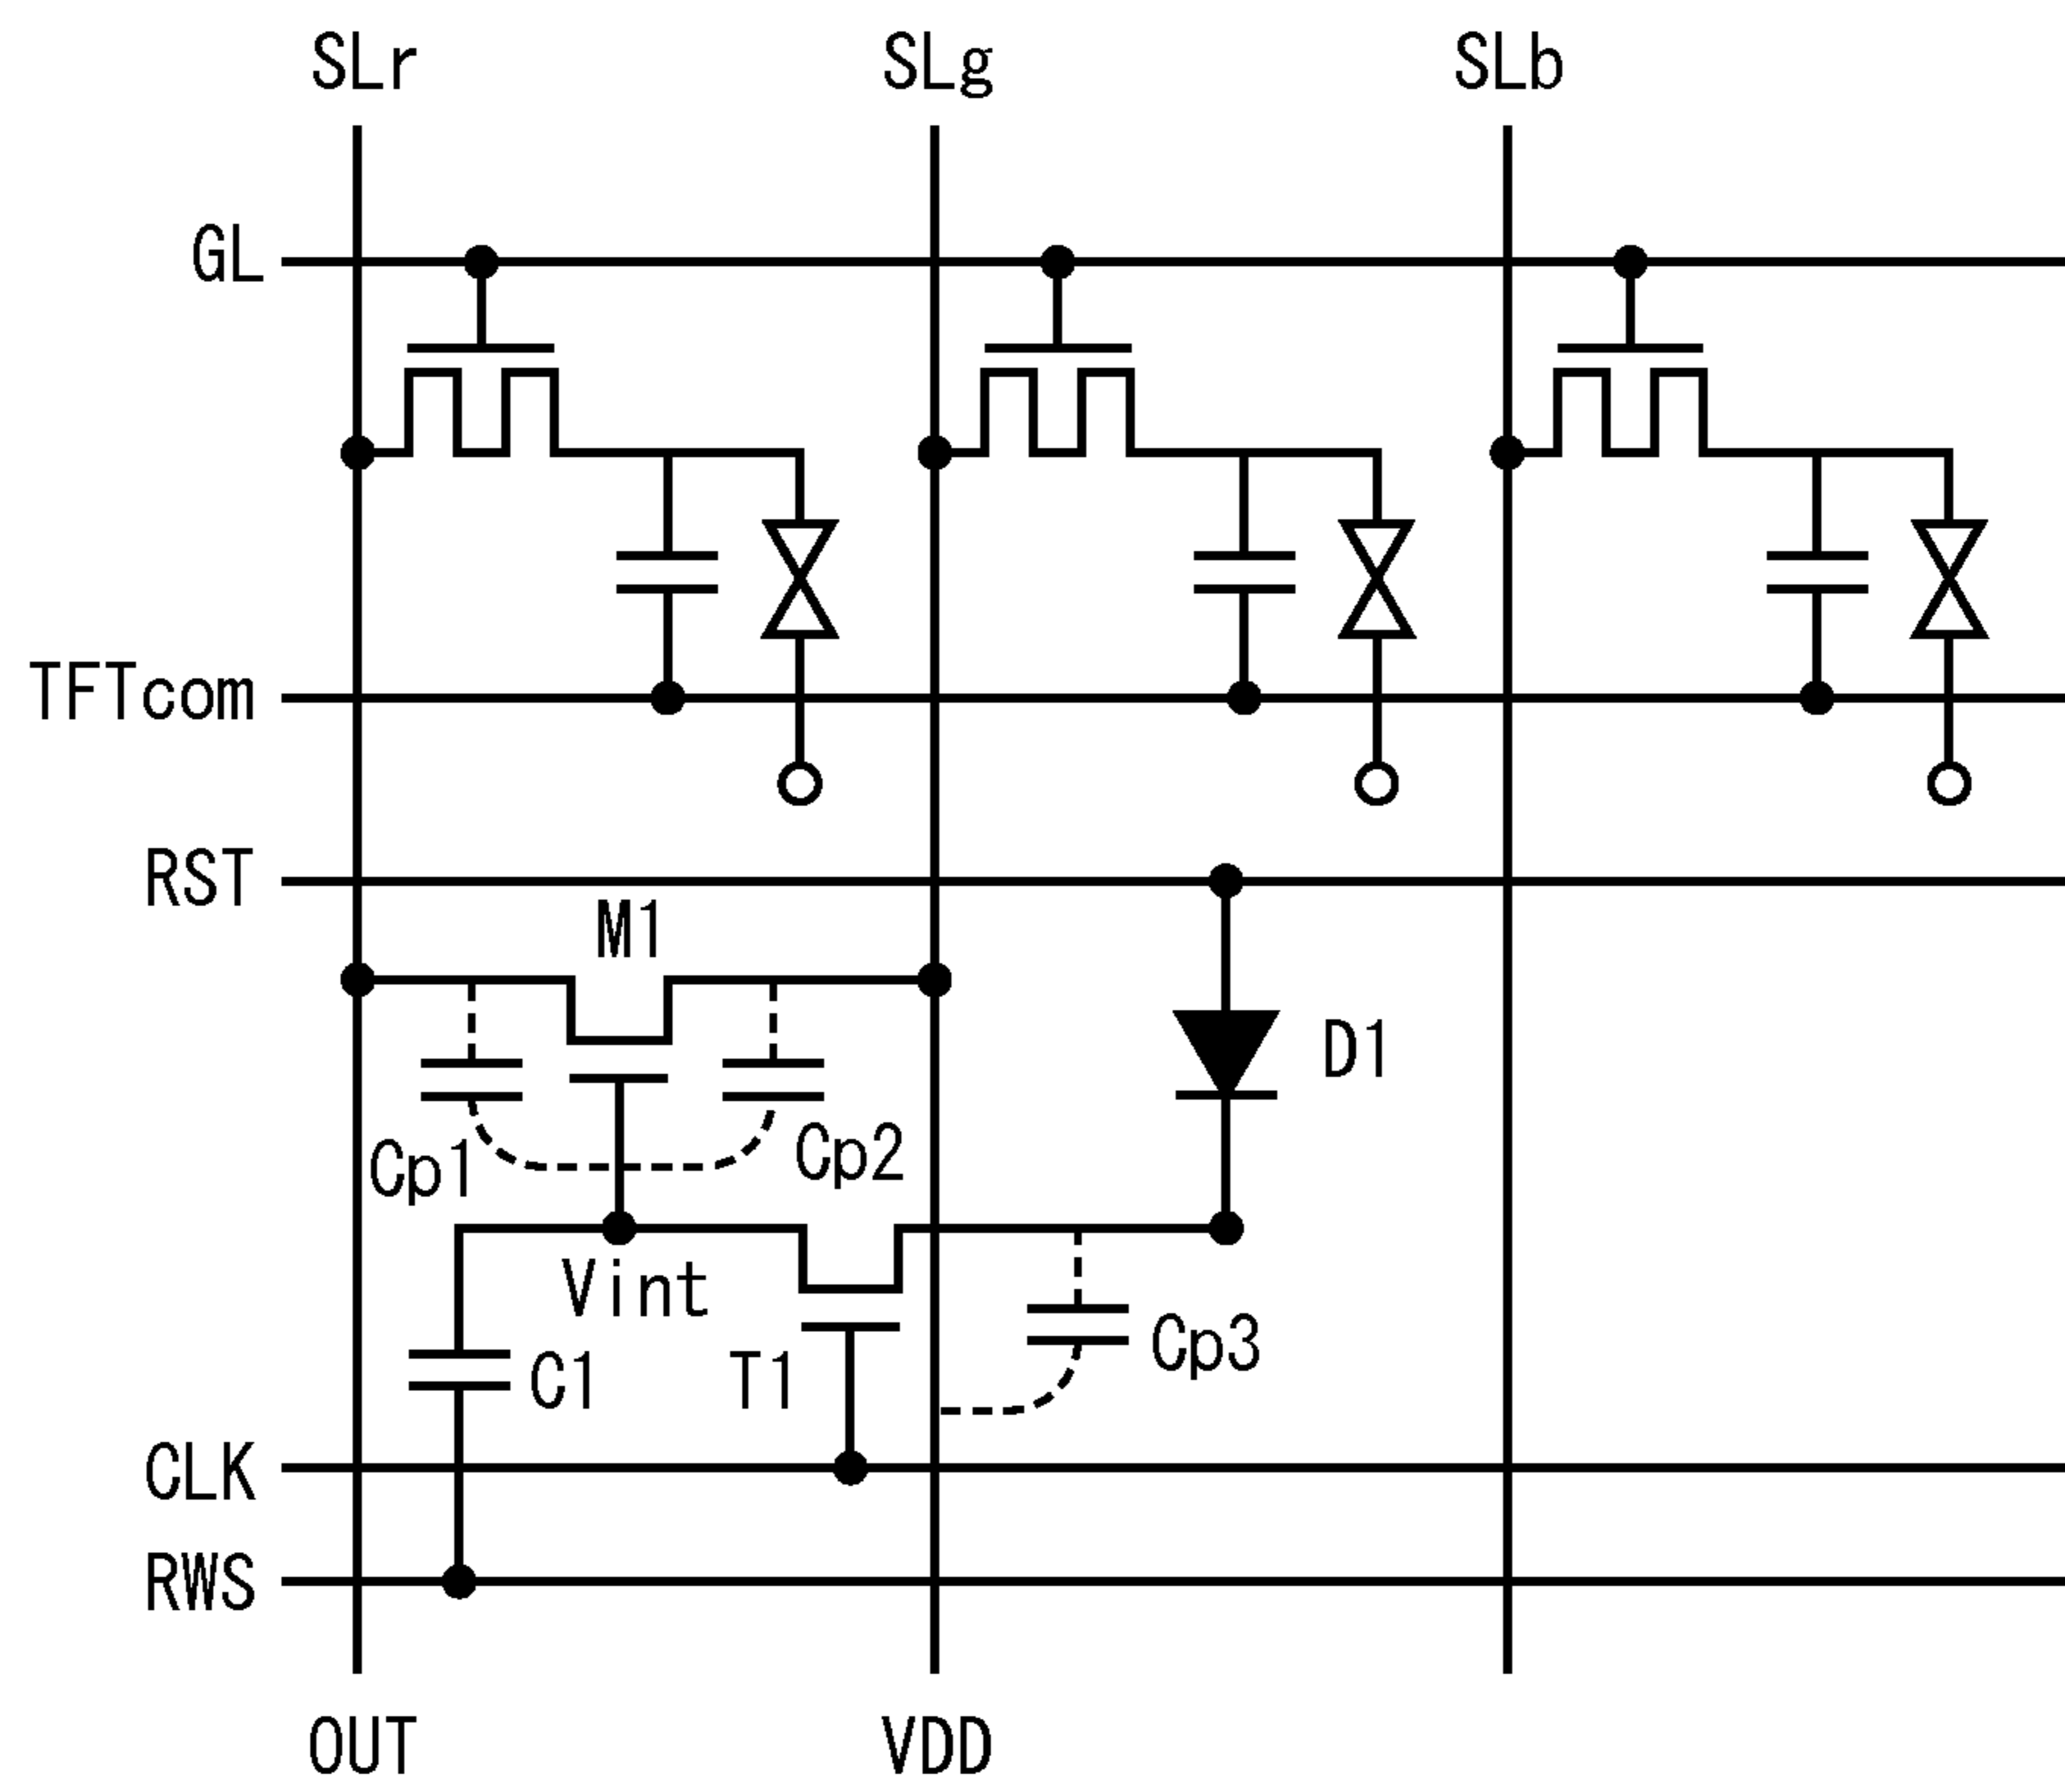 SLr SLg SLb
GL
TFTcom
RST
M1
D1
Cp1 Cp2
Vint
Cp3
C1 T1
CLK
RWS
OUT VDD